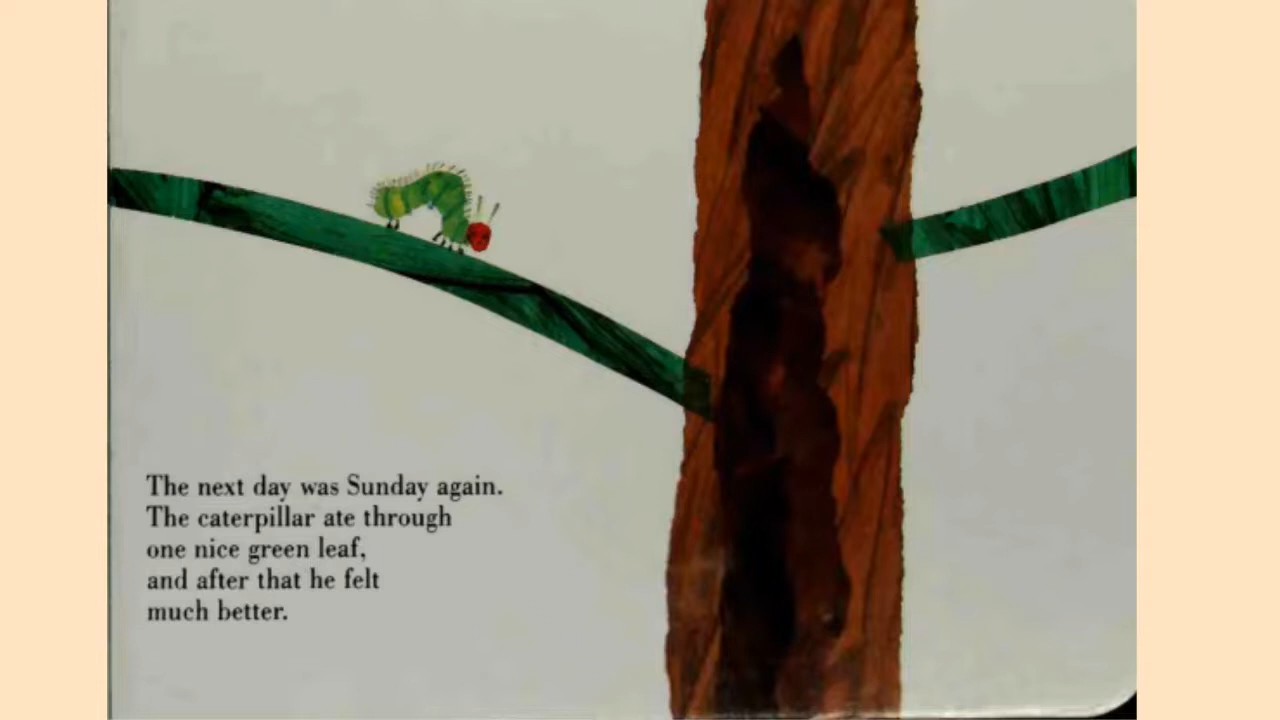 The next day was Sunday again.
The caterpillar ate through
one nice green leaf,
and after that he felt
much better.